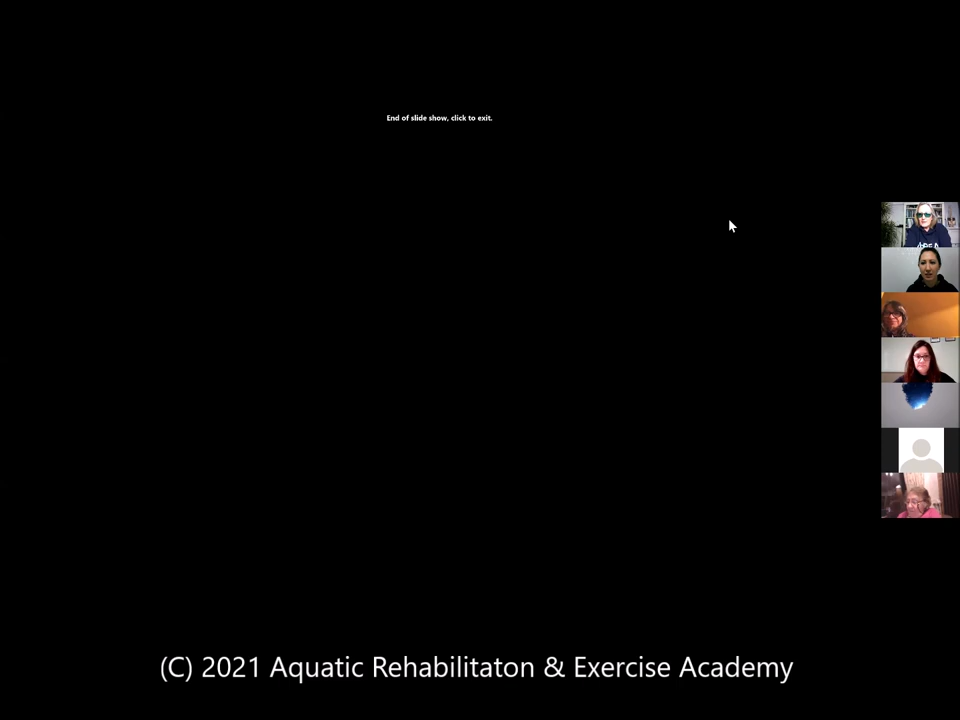 End of slide show, click to exit.
(C) 2021 Aquatic Rehabilitaton & Exercise Academy